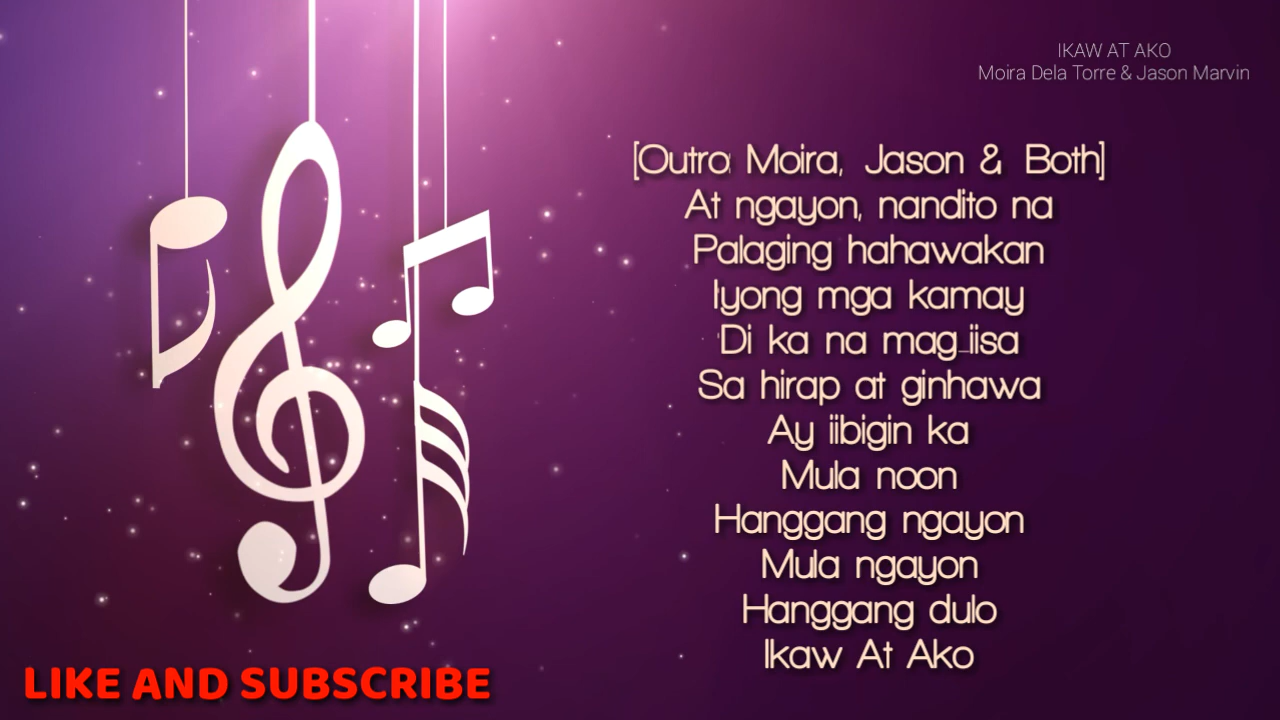 IKAW AT AKO
Moira Dela Torre & Jason Marvin
[Outro: Moira, Jason & Both]
At ngayon, nandito na
Palaging hahawakan
Iyong mga kamay
'Di ka na mag-iisa
Sa hirap at ginhawa
Ay iibigin ka
Mula noon
Hanggang ngayon
Mula ngayon
Hanggang dulo
Ikaw At Ako
LIKE AND SUBSCRIBE